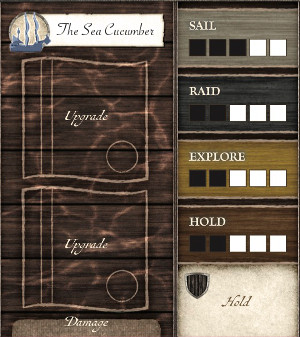 The Sea Cucumber
SAIL
RAID
Upgrade
EXPLORE
HOLD
Upgrade
Hold
Damage